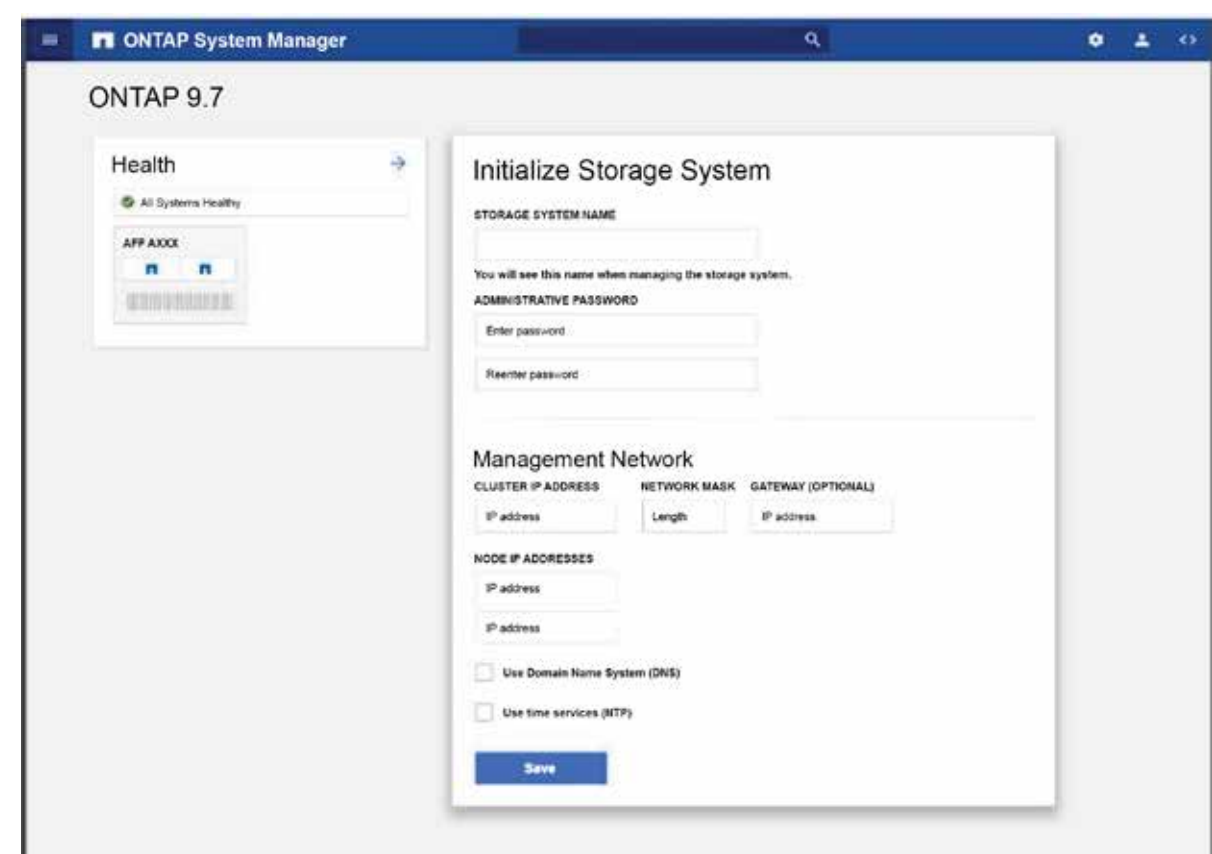 ONTAP System Manager
ONTAP 9.7
Health
All Systems Healthy
AFF AXXX
Initialize Storage System
STORAGE SYSTEM NAME
You will see this name when managing the storage system.
ADMINISTRATIVE PASSWORD
Enter password
Reenter password
Management Network
CLUSTER IP ADDRESS NETWORK MASK GATEWAY (OPTIONAL)
IP address Length IP address
NODE IP ADDRESSES
IP address
IP address
Use Domain Name System (DNS)
Use time services (NTP)
Save